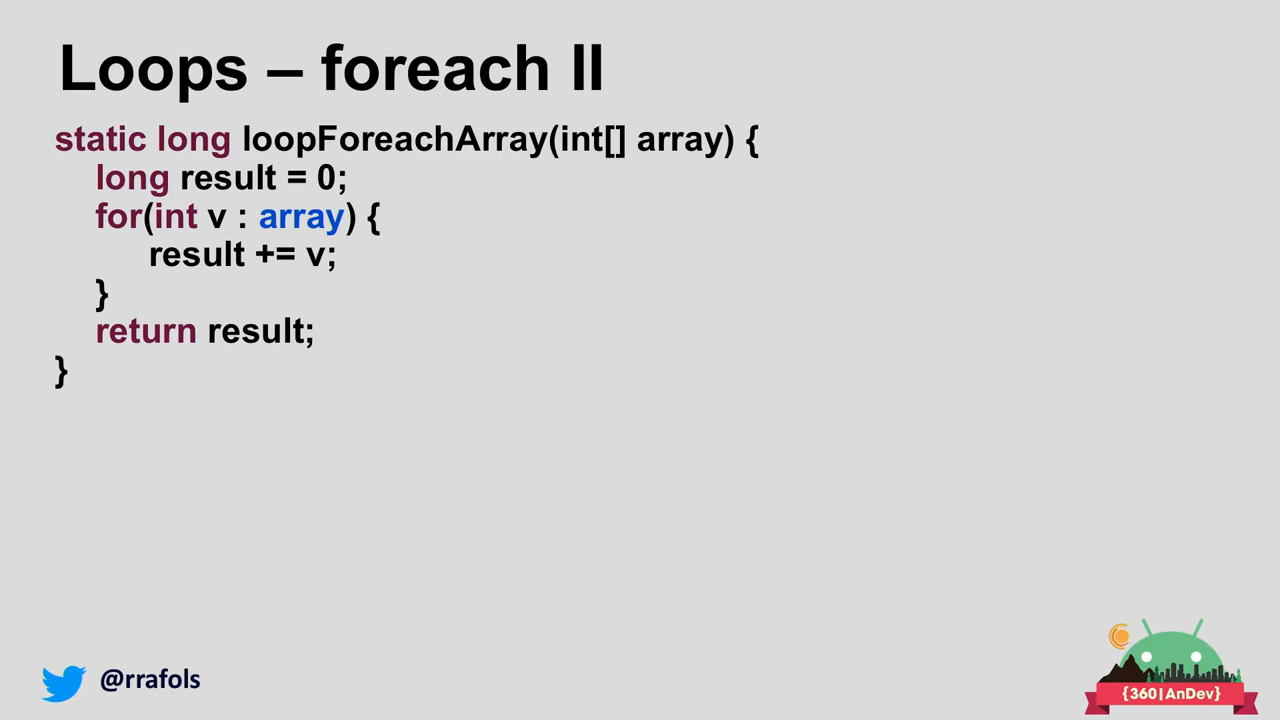 Loops – foreach II
static long loopForeachArray(int[] array) {
long result = 0;
for(int v : array) {
result += v;
}
return result;
}
@rrafols
{360|AnDev}